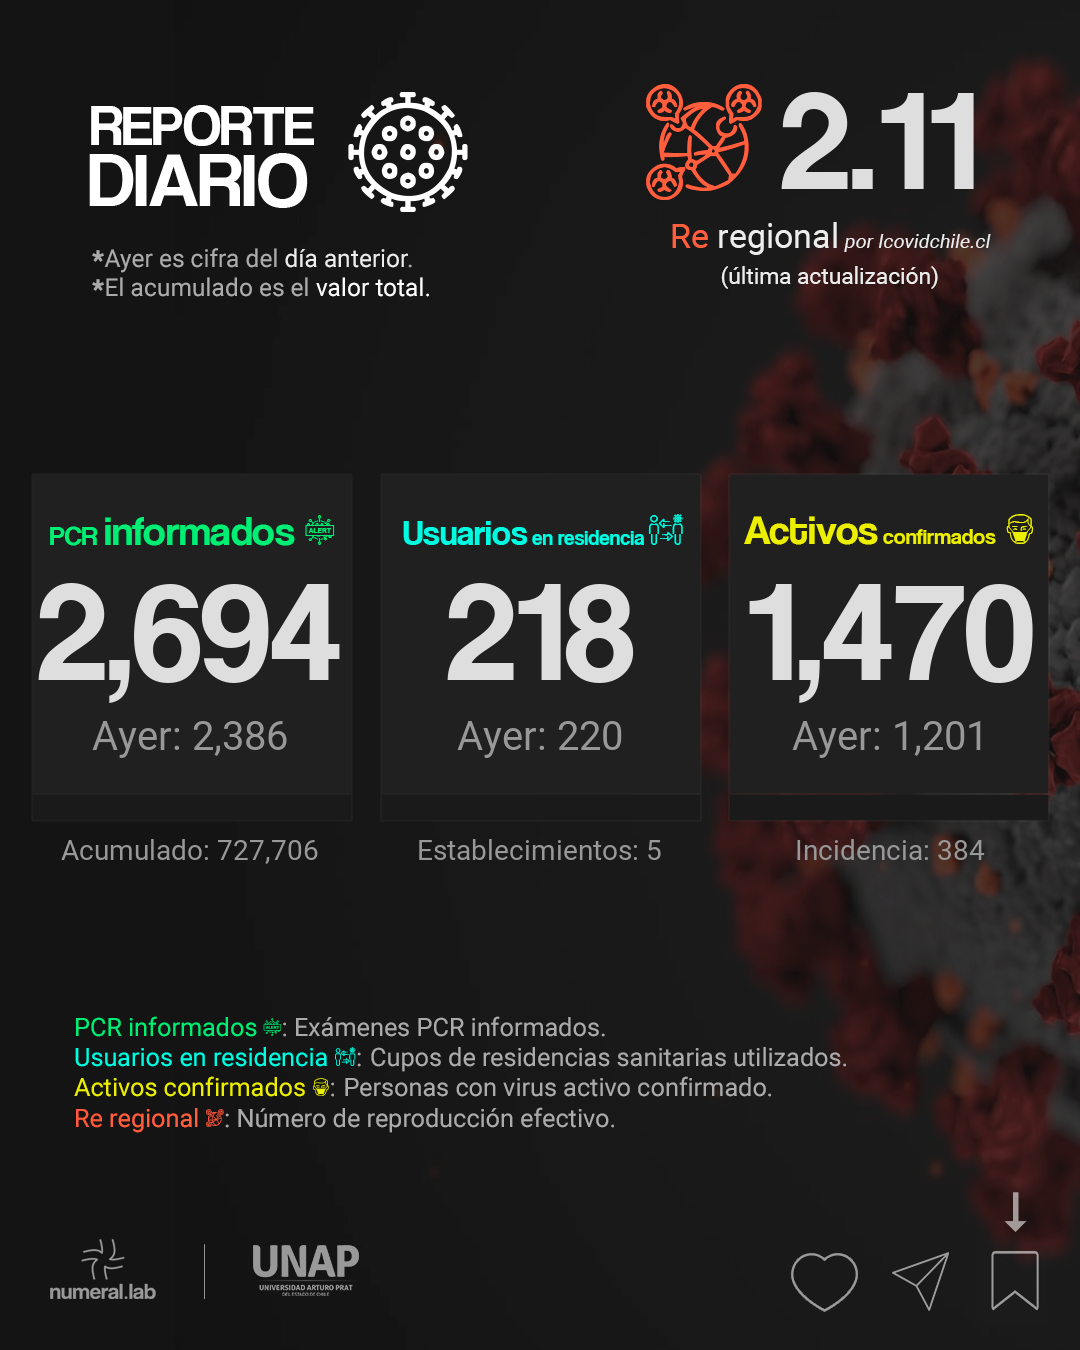 REPORTE
DIARIO
*Ayer es cifra del día anterior.
*El acumulado es el valor total.
2.11
Re regional por Icovidchile.cl
(última actualización)
PCR informados ALERT
2,694
Ayer: 2,386
Acumulado: 727,706
Usuarios en residencia
218
Ayer: 220
Establecimientos: 5
Activos confirmados
1,470
Ayer: 1,201
Incidencia: 384
PCR informados ALERT: Exámenes PCR informados.
Usuarios en residencia : Cupos de residencias sanitarias utilizados.
Activos confirmados : Personas con virus activo confirmado.
Re regional : Número de reproducción efectivo.
numeral.lab
UNAP
UNIVERSIDAD ARTURO PRAT
DEL ESTADO DE CHILE